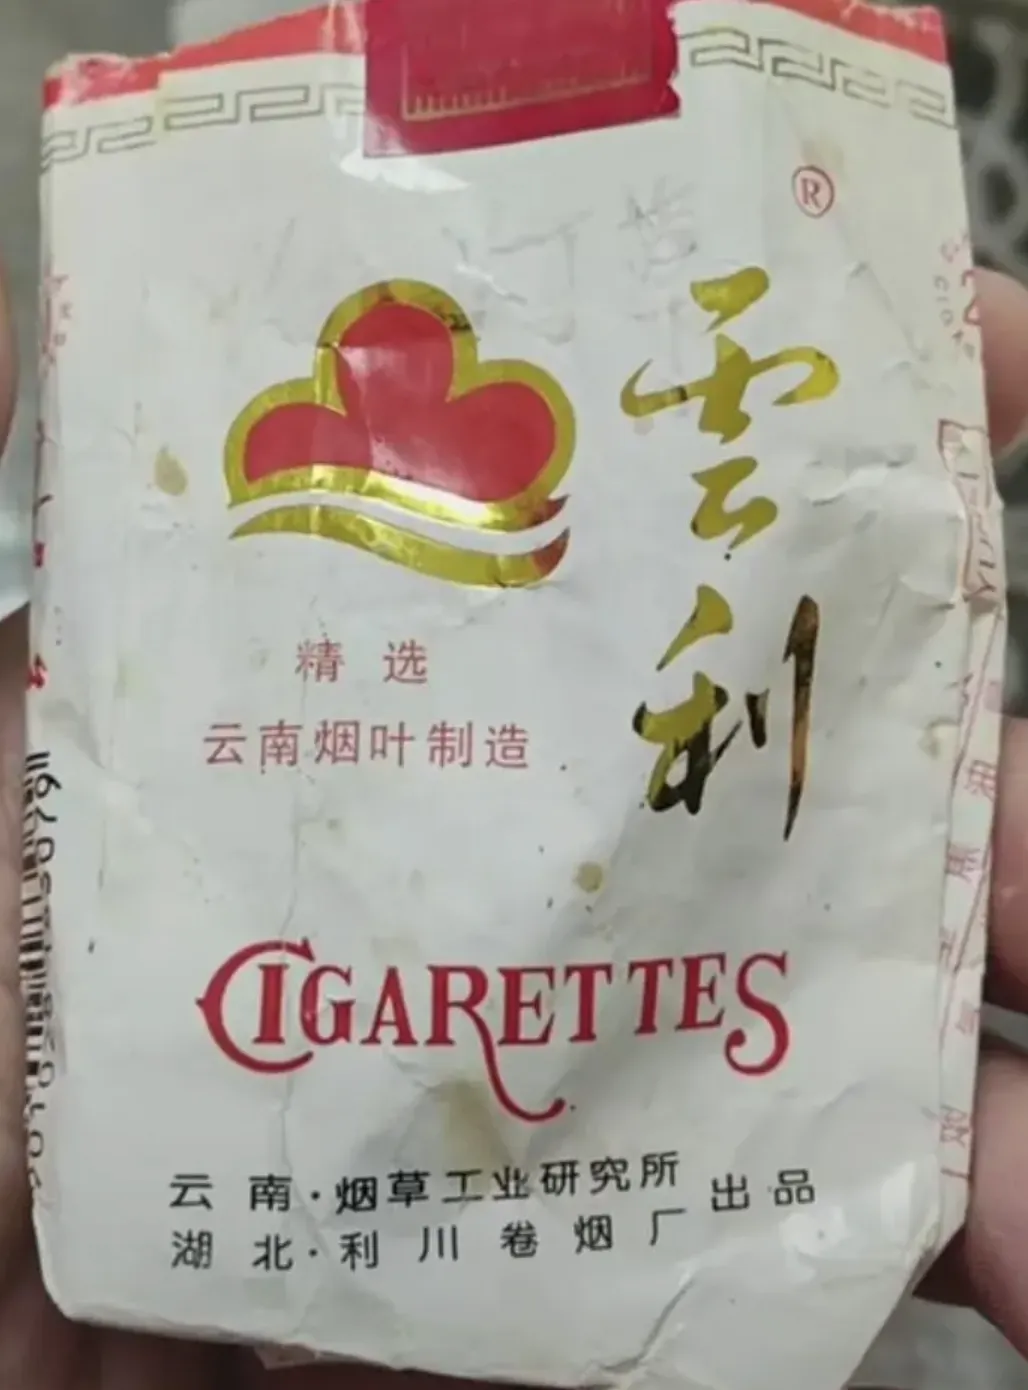 ®
雲利
精选
云南烟叶制造
CIGARETTES
云南·烟草工业研究所 出品
湖北·利川卷烟厂